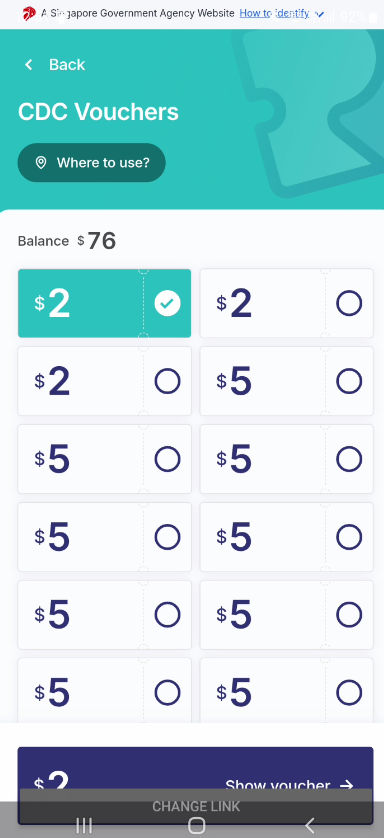 A Singapore Government Agency Website How to identify
Back
CDC Vouchers
Where to use?
Balance $76
$2 $2
$2 $5
$5 $5
$5 $5
$5 $5
$5 $5
$2 Show voucher
CHANGE LINK